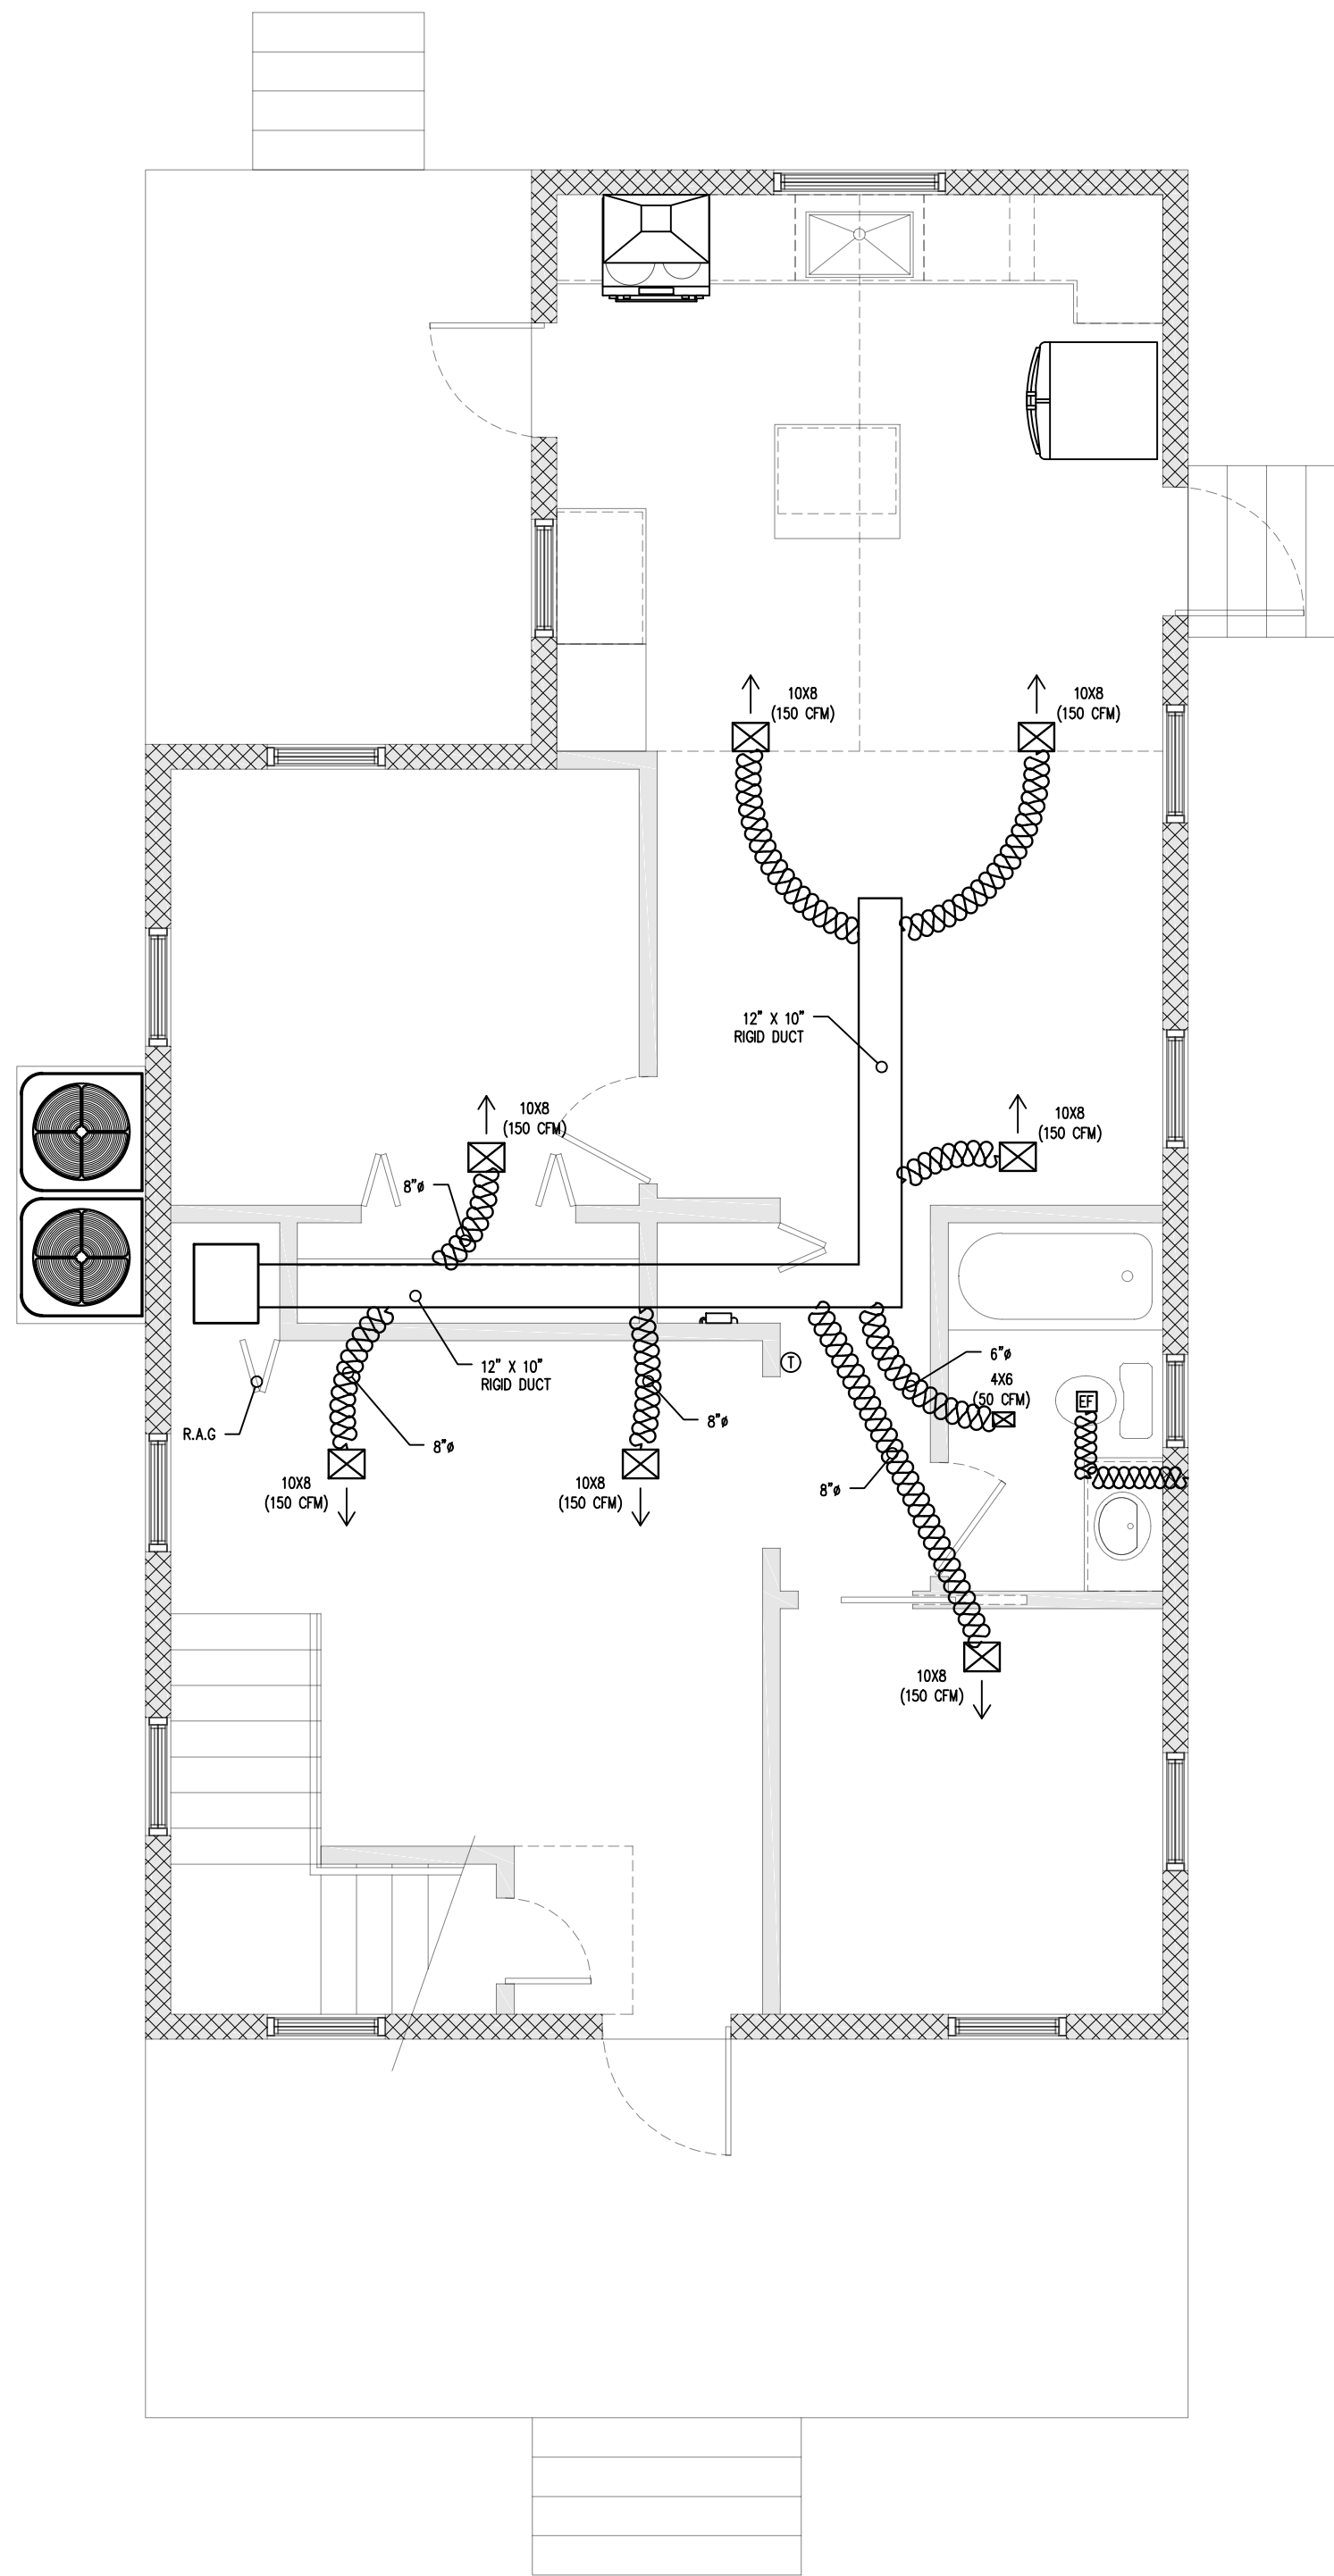 10X8
(150 CFM)
10X8
(150 CFM)
12" X 10"
RIGID DUCT
10X8
(150 CFM)
10X8
(150 CFM)
8"ø
12" X 10"
RIGID DUCT
T
6"ø
4X6
(50 CFM)
EF
R.A.G
8"ø
8"ø
10X8
(150 CFM)
10X8
(150 CFM)
8"ø
10X8
(150 CFM)